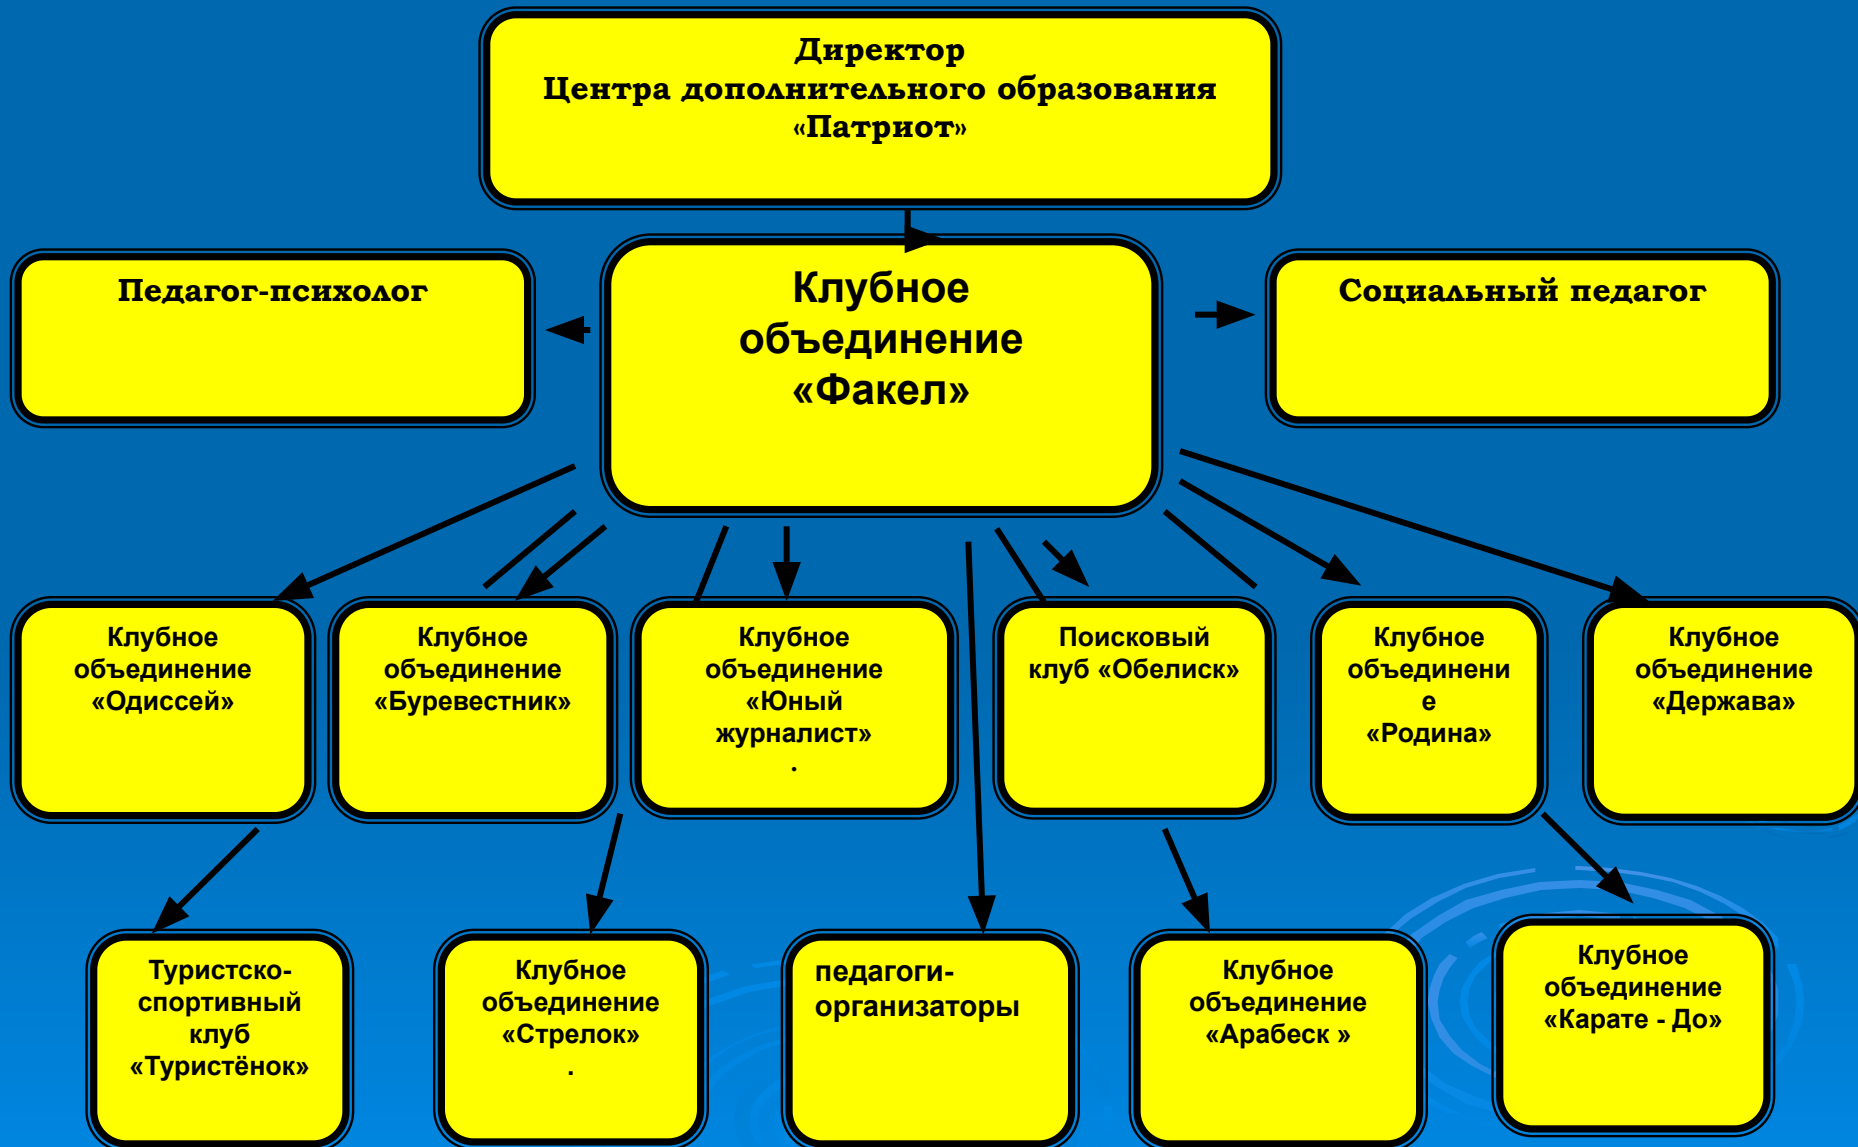 Директор
Центра дополнительного образования
«Патриот»
Педагог-психолог
Клубное
объединение
«Факел»
Социальный педагог
Клубное
объединение
«Одиссей»
Клубное
объединение
«Буревестник»
Клубное
объединение
«Юный
журналист»
.
Поисковый
клуб «Обелиск»
Клубное
объединени
е
«Родина»
Клубное
объединение
«Держава»
Туристско-
спортивный
клуб
«Туристёнок»
Клубное
объединение
«Стрелок»
.
педагоги-
организаторы
Клубное
объединение
«Арабеск »
Клубное
объединение
«Карате - До»